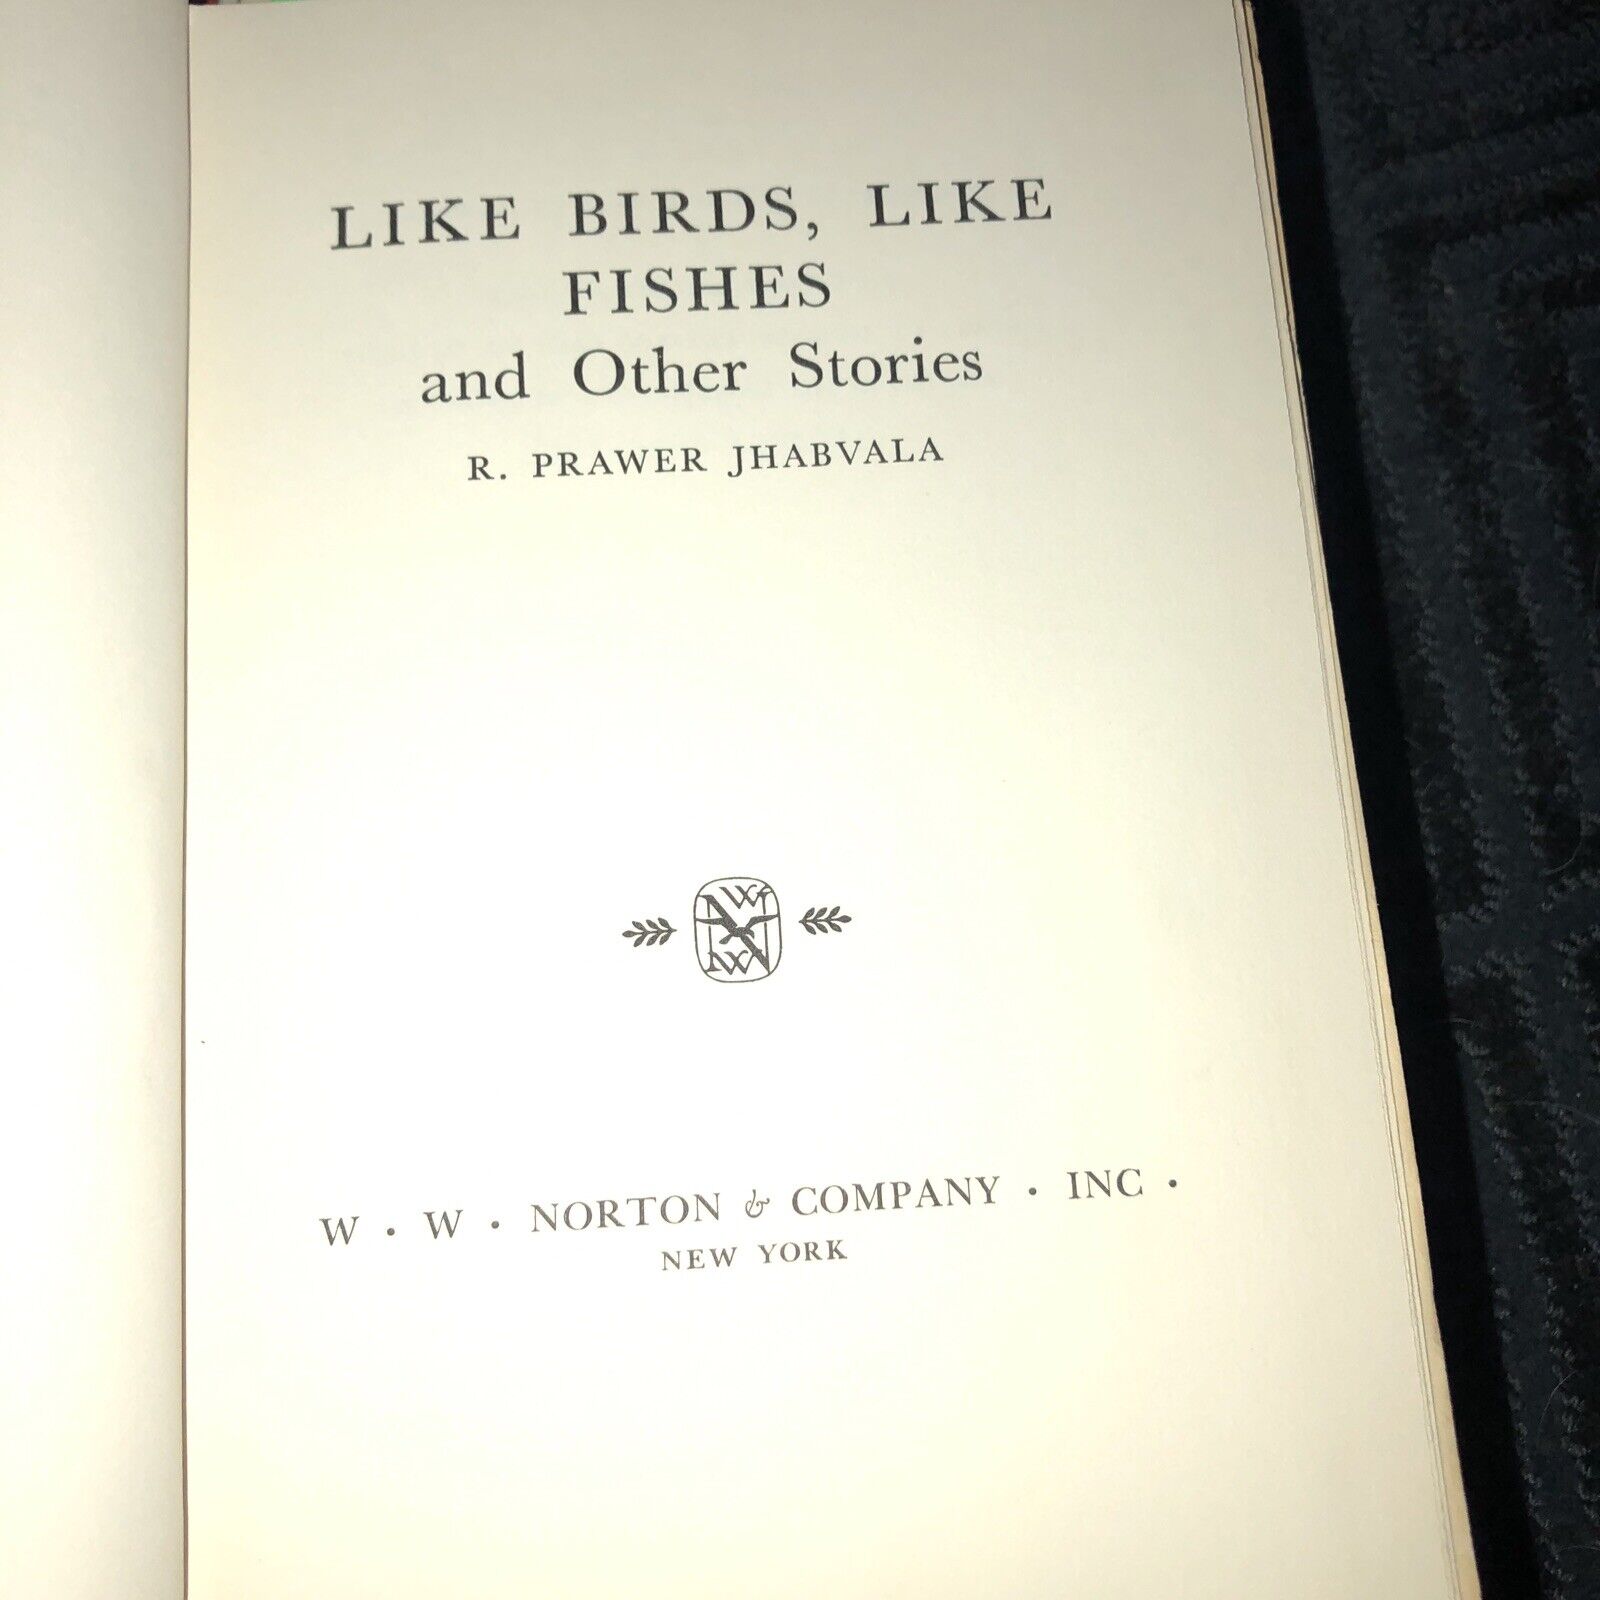 LIKE BIRDS, LIKE
FISHES
and Other Stories
R. PRAWER JHABVALA
W · W · NORTON & COMPANY · INC ·
NEW YORK